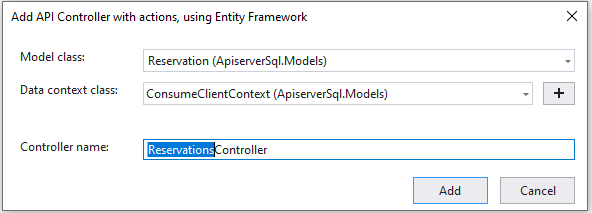 Add API Controller with actions, using Entity Framework
Model class:
Reservation (ApiserverSql.Models)
Data context class:
ConsumeClientContext (ApiserverSql.Models)
+
Controller name:
ReservationsController
Add
Cancel